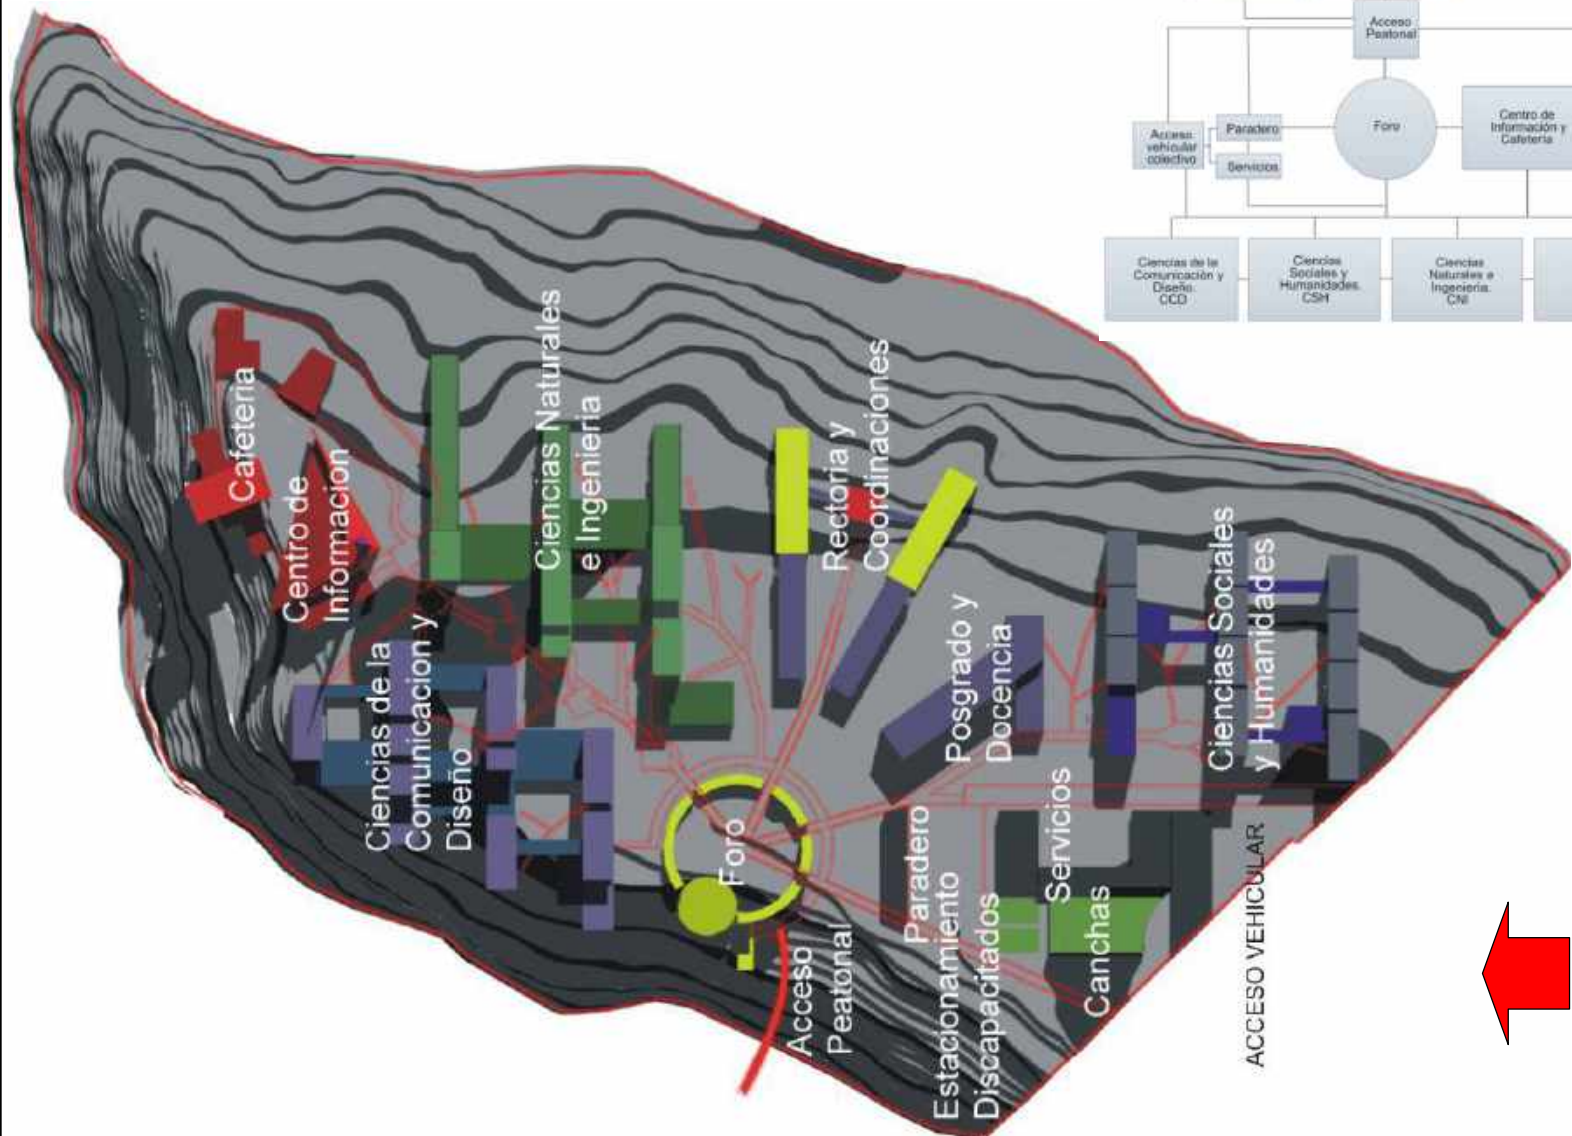 Acceso
Peatonal
Foro
Centro de
Información y
Cafetería
Acceso
vehicular
colectivo
Paradero
Servicios
Ciencias de la
Comunicación y
Diseño.
CCD
Ciencias
Sociales y
Humanidades.
CSH
Ciencias
Naturales e
Ingeniería.
CNI
Cafeteria
Centro de
Informacion
Ciencias Naturales
e Ingenieria
Rectoria y
Coordinaciones
Ciencias de la
Comunicacion y
Diseño
Posgrado y
Docencia
Ciencias Sociales
y Humanidades
Foro
Paradero
Servicios
Acceso
Peatonal
Estacionamiento
Discapacitados
Canchas
ACCESO VEHICULAR